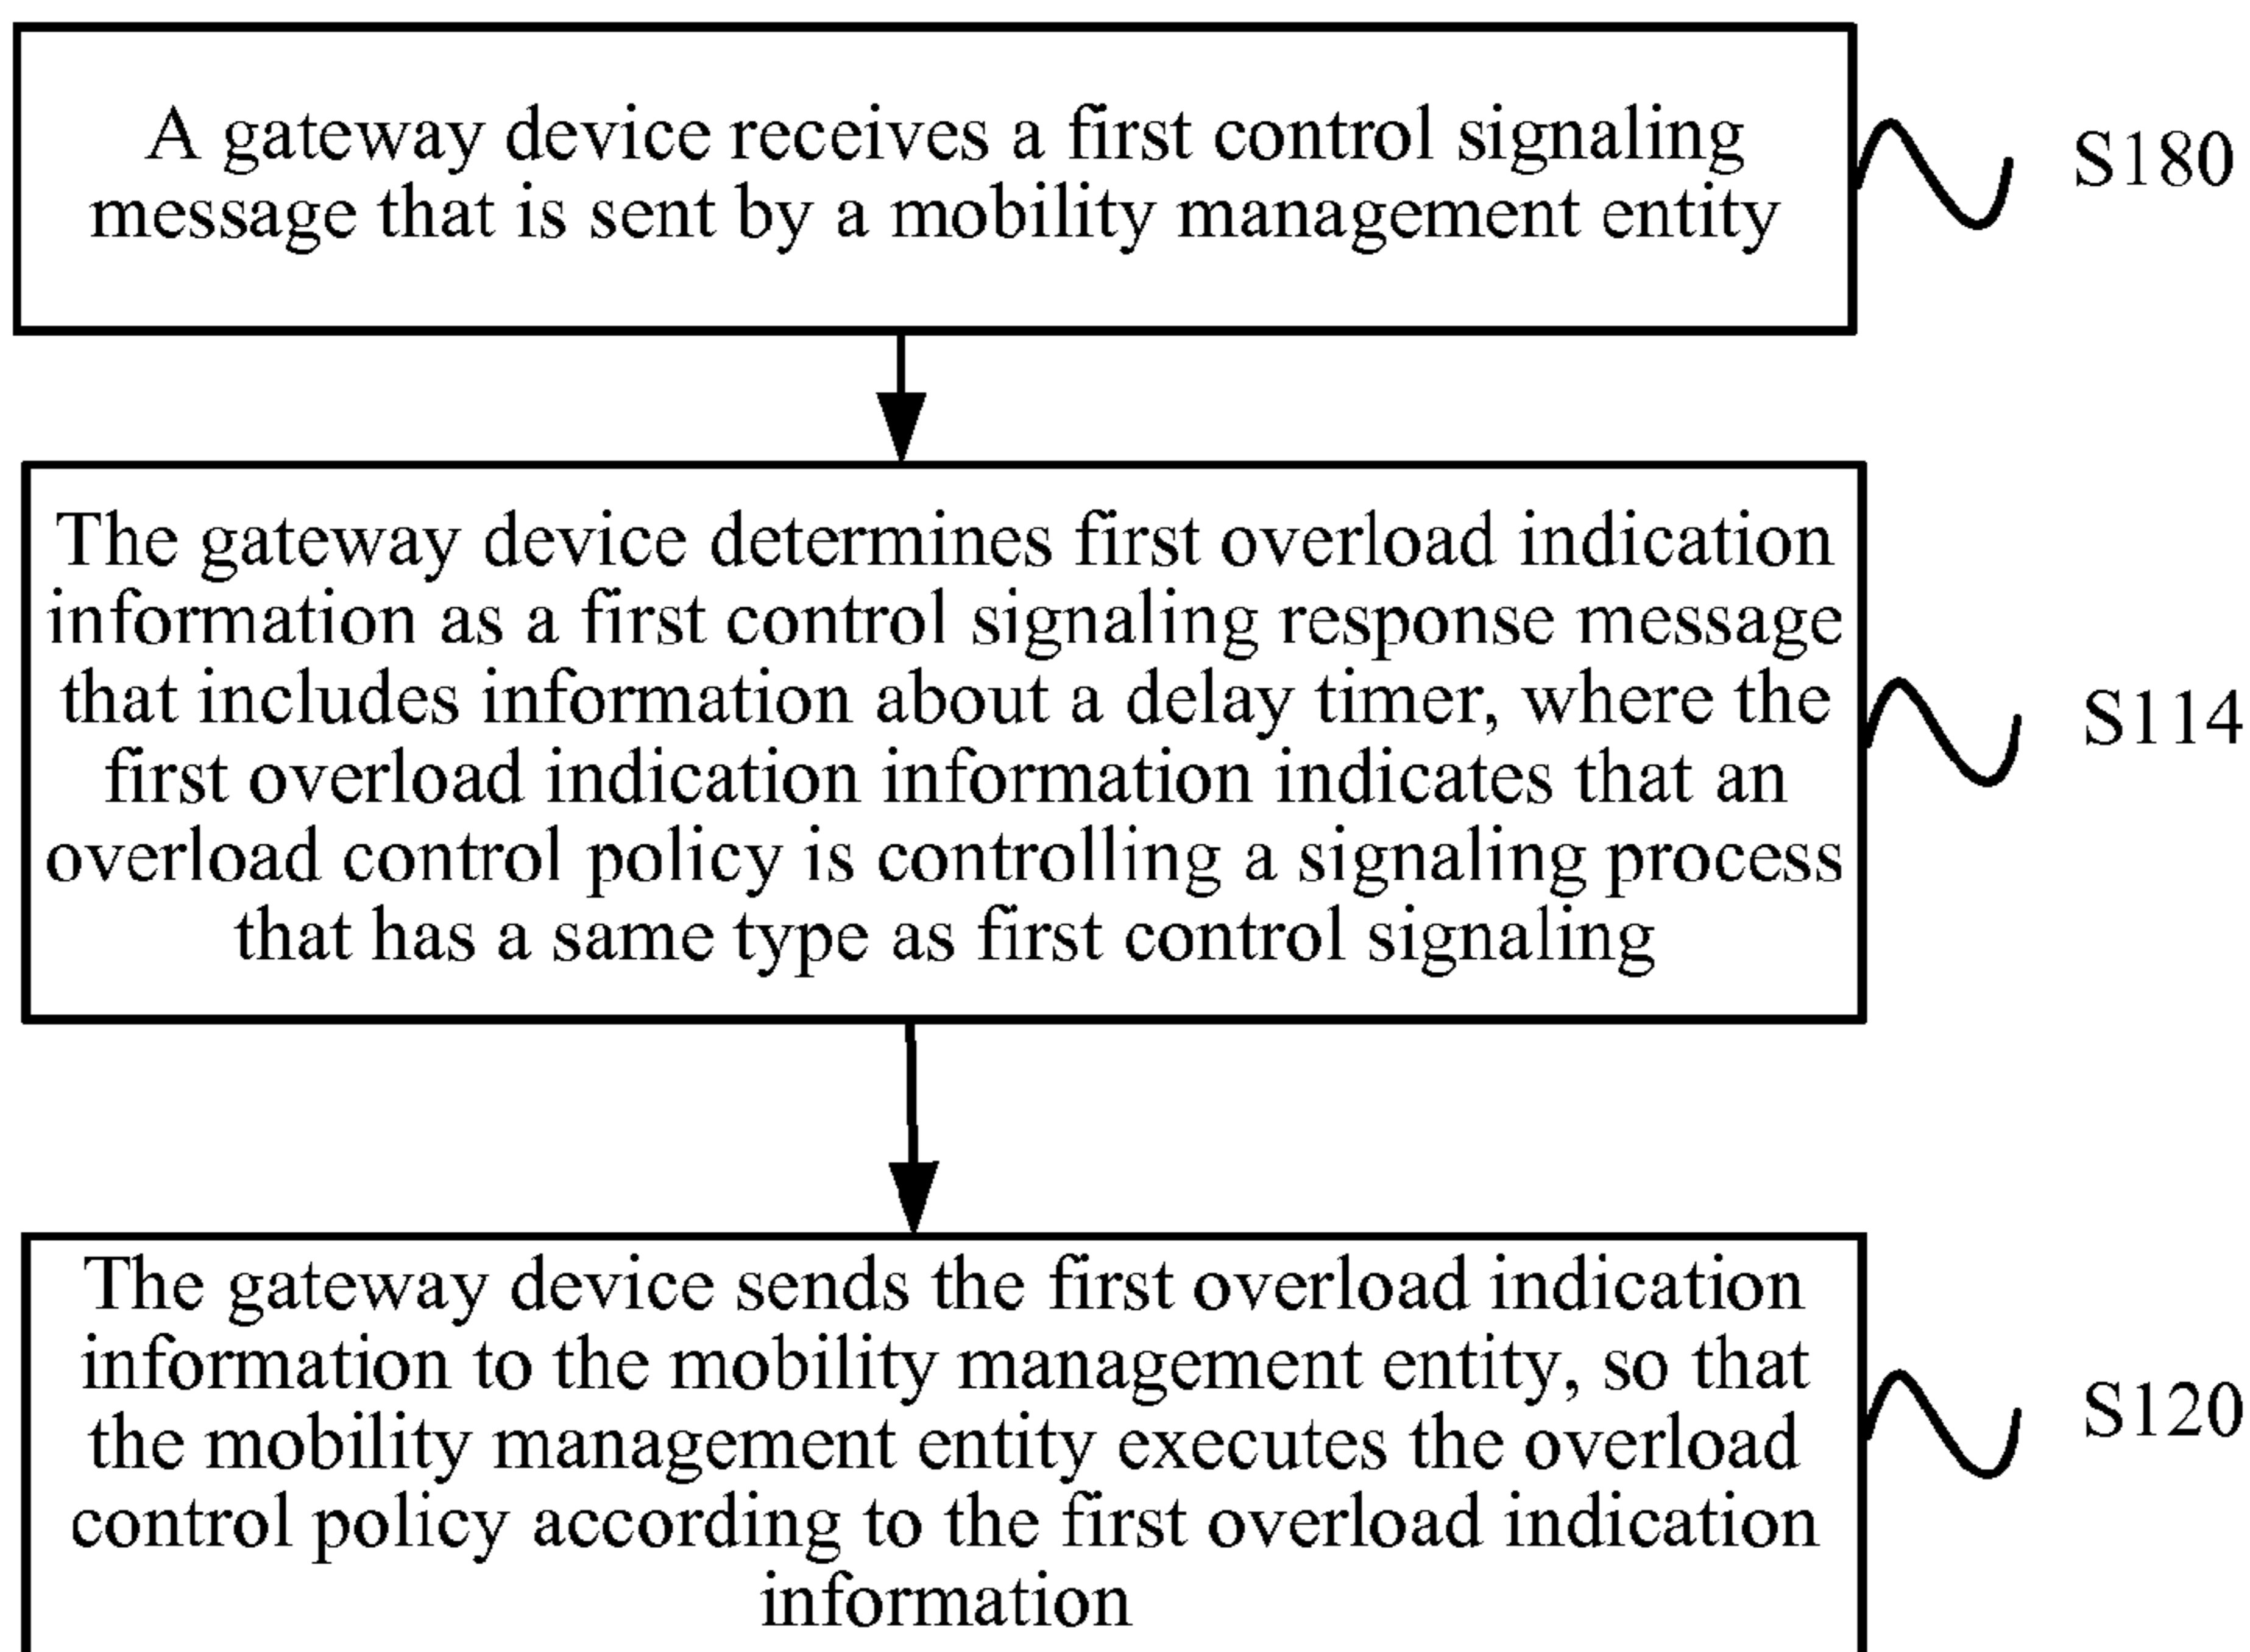 A gateway device receives a first control signaling
message that is sent by a mobility management entity
S180
The gateway device determines first overload indication
information as a first control signaling response message
that includes information about a delay timer, where the
first overload indication information indicates that an
overload control policy is controlling a signaling process
that has a same type as first control signaling
S114
The gateway device sends the first overload indication
information to the mobility management entity, so that
the mobility management entity executes the overload
control policy according to the first overload indication
information
S120